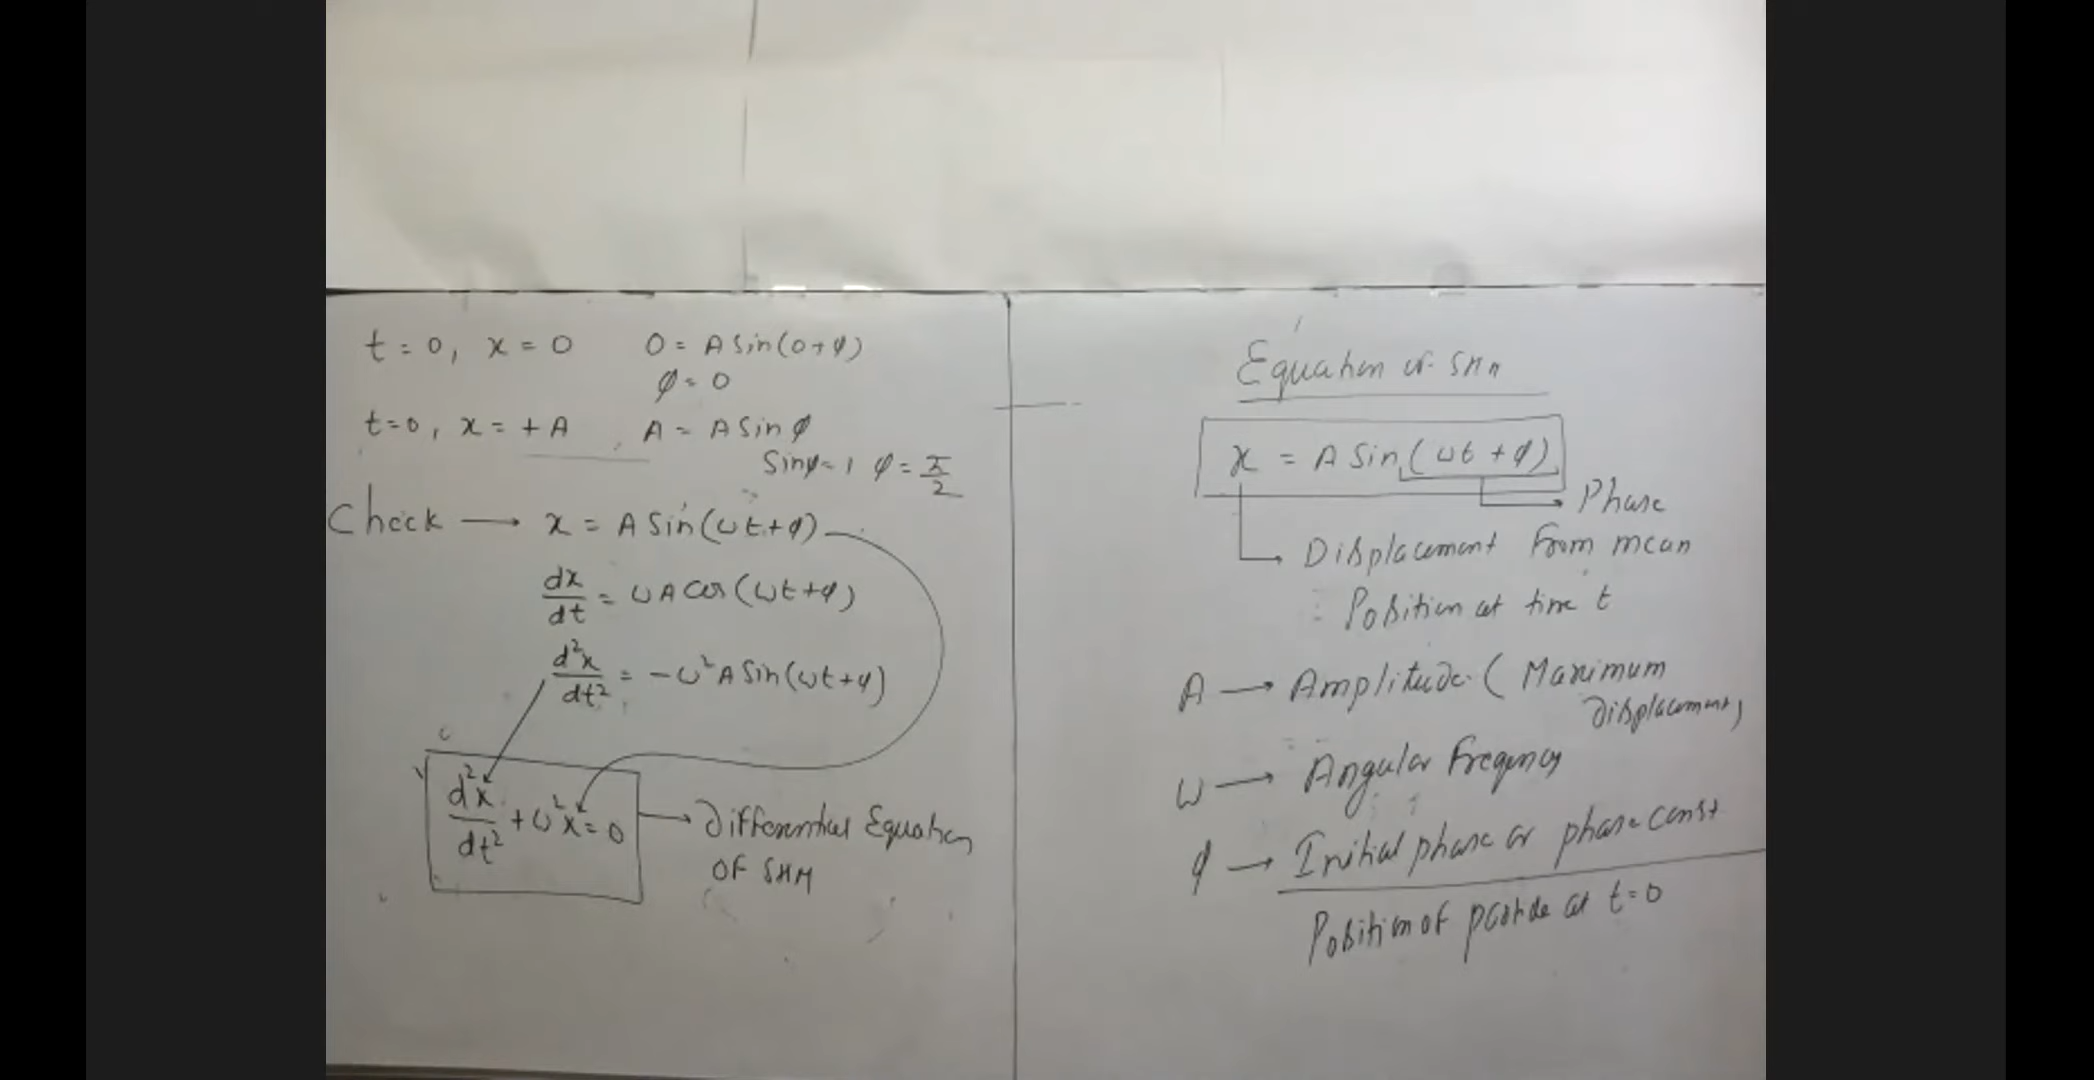 t = 0, x = 0 0 = A Sin(0+φ)
φ = 0
t=0, x = +A A = A Sin φ
Sinφ = 1 φ = π/2
Check → x = A Sin(ωt+φ)
dx/dt = ωA cos(ωt+φ)
d²x/dt² = -ω² A Sin(ωt+φ)
d²x/dt² + ω²x = 0 → Differential Equation
OF SHM
Equation of SHM
x = A Sin(ωt+φ)
Phase
Displacement From mean
Position at time t
A → Amplitude (Maximum
Displacement)
ω → Angular Freqency
φ → Initial phase or phase const
Position of particle at t=0